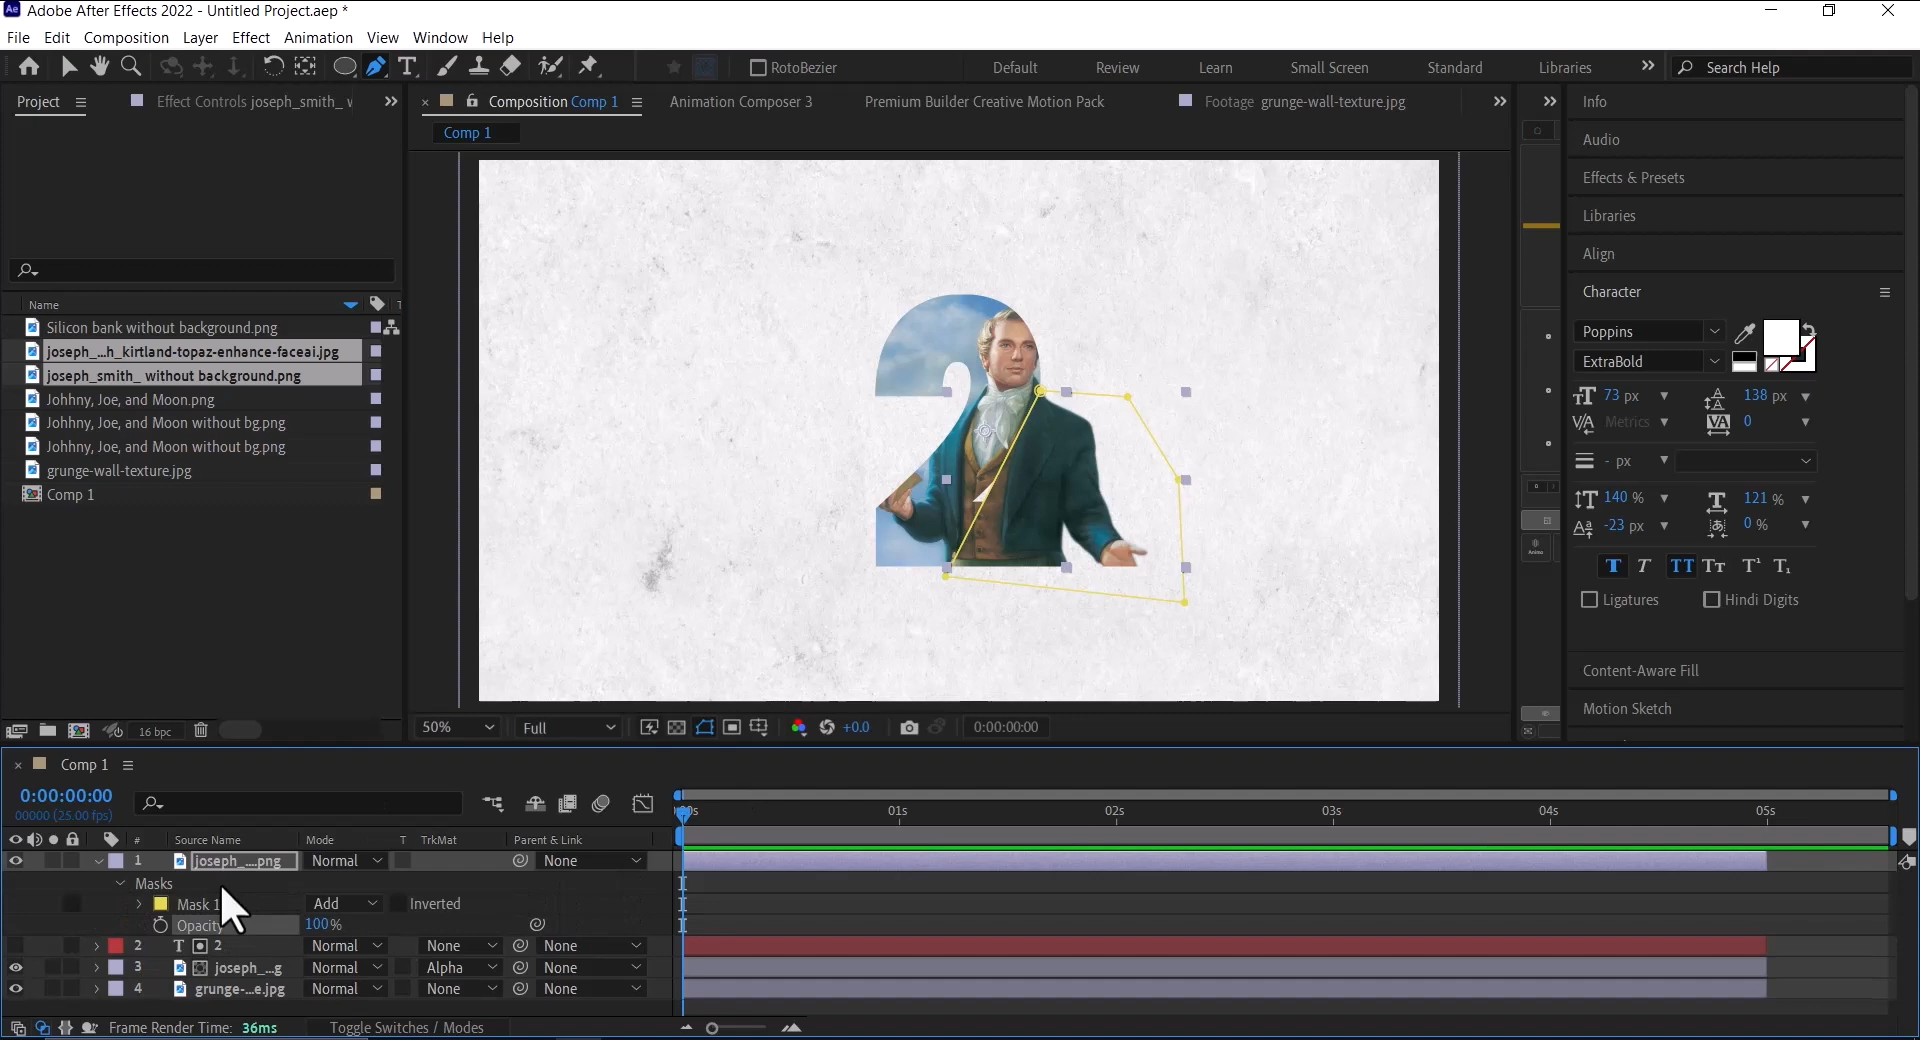 Ae Adobe After Effects 2022 - Untitled Project.aep *
File Edit Composition Layer Effect Animation View Window Help
RotoBezier Default Review Learn Small Screen Standard Libraries Search Help
Project Effect Controls joseph_smith_ Composition Comp 1 Animation Composer 3 Premium Builder Creative Motion Pack Footage grunge-wall-texture.jpg Info
Comp 1
Audio
Effects & Presets
Libraries
Align
Character
Name
Silicon bank without background.png
joseph_...h_kirtland-topaz-enhance-faceai.jpg
joseph_smith_ without background.png
Johhny, Joe, and Moon.png
Johhny, Joe, and Moon without bg.png
Johhny, Joe, and Moon without bg.png
grunge-wall-texture.jpg
Comp 1
Poppins
ExtraBold
73 px 138 px
Metrics 0
- px
140 % 121 %
-23 px 0 %
T T TT Tт T¹ T₁
Ligatures Hindi Digits
Content-Aware Fill
Motion Sketch
16 bpc 50% Full +0.0 0:00:00:00
Comp 1
0:00:00:00
00000 (25.00 fps)
01s 02s 03s 04s 05s
# Source Name Mode T TrkMat Parent & Link
1 joseph_....png Normal None
Masks
Mask 1 Add Inverted
Opacity 100%
2 T 2 Normal None None
3 joseph_...g Normal Alpha None
4 grunge-...e.jpg Normal None None
Frame Render Time: 36ms Toggle Switches / Modes